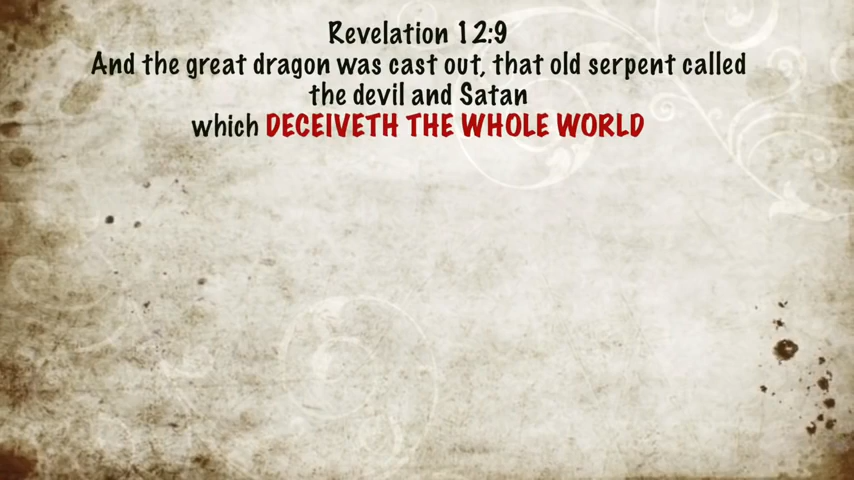 Revelation 12:9
And the great dragon was cast out, that old serpent called
the devil and Satan
which DECEIVETH THE WHOLE WORLD